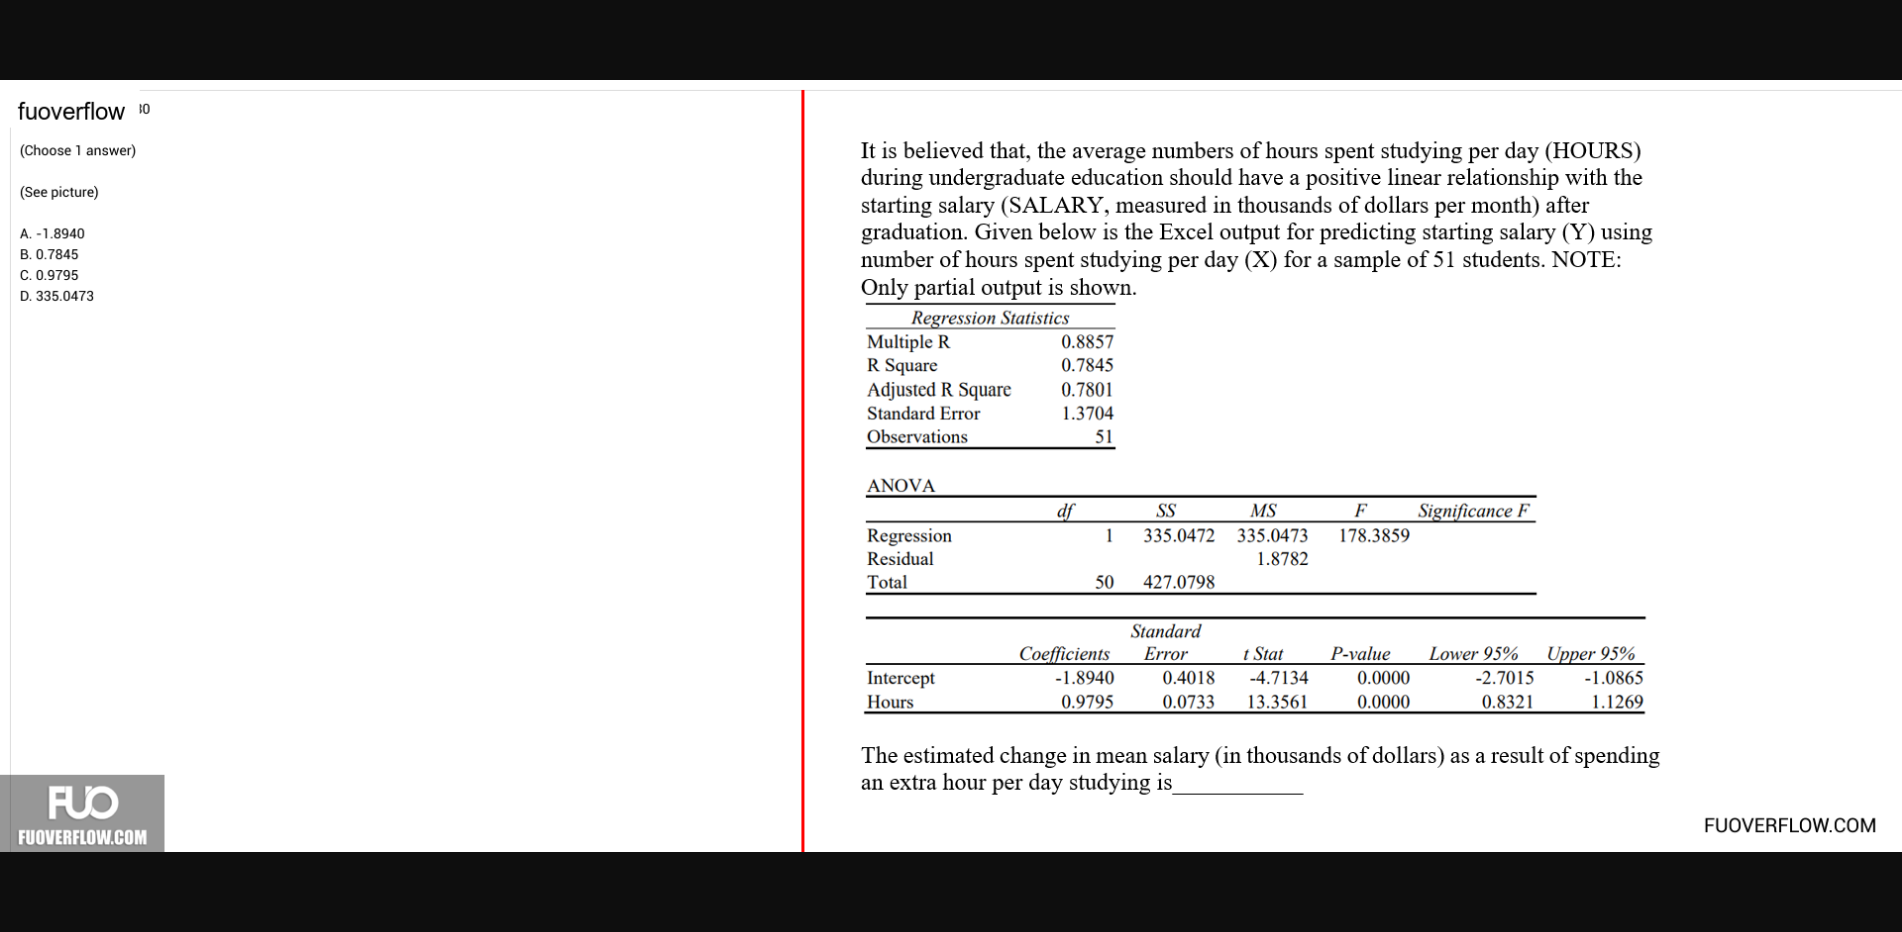 fuoverflow 30
(Choose 1 answer)
(See picture)
A. -1.8940
B. 0.7845
C. 0.9795
D. 335.0473
FUO
FUOVERFLOW.COM
It is believed that, the average numbers of hours spent studying per day (HOURS)
during undergraduate education should have a positive linear relationship with the
starting salary (SALARY, measured in thousands of dollars per month) after
graduation. Given below is the Excel output for predicting starting salary (Y) using
number of hours spent studying per day (X) for a sample of 51 students. NOTE:
Only partial output is shown.
Regression Statistics
Multiple R 0.8857
R Square 0.7845
Adjusted R Square 0.7801
Standard Error 1.3704
Observations 51
ANOVA
df SS MS F Significance F
Regression 1 335.0472 335.0473 178.3859
Residual 1.8782
Total 50 427.0798
Standard
Coefficients Error t Stat P-value Lower 95% Upper 95%
Intercept -1.8940 0.4018 -4.7134 0.0000 -2.7015 -1.0865
Hours 0.9795 0.0733 13.3561 0.0000 0.8321 1.1269
The estimated change in mean salary (in thousands of dollars) as a result of spending
an extra hour per day studying is____________
FUOVERFLOW.COM